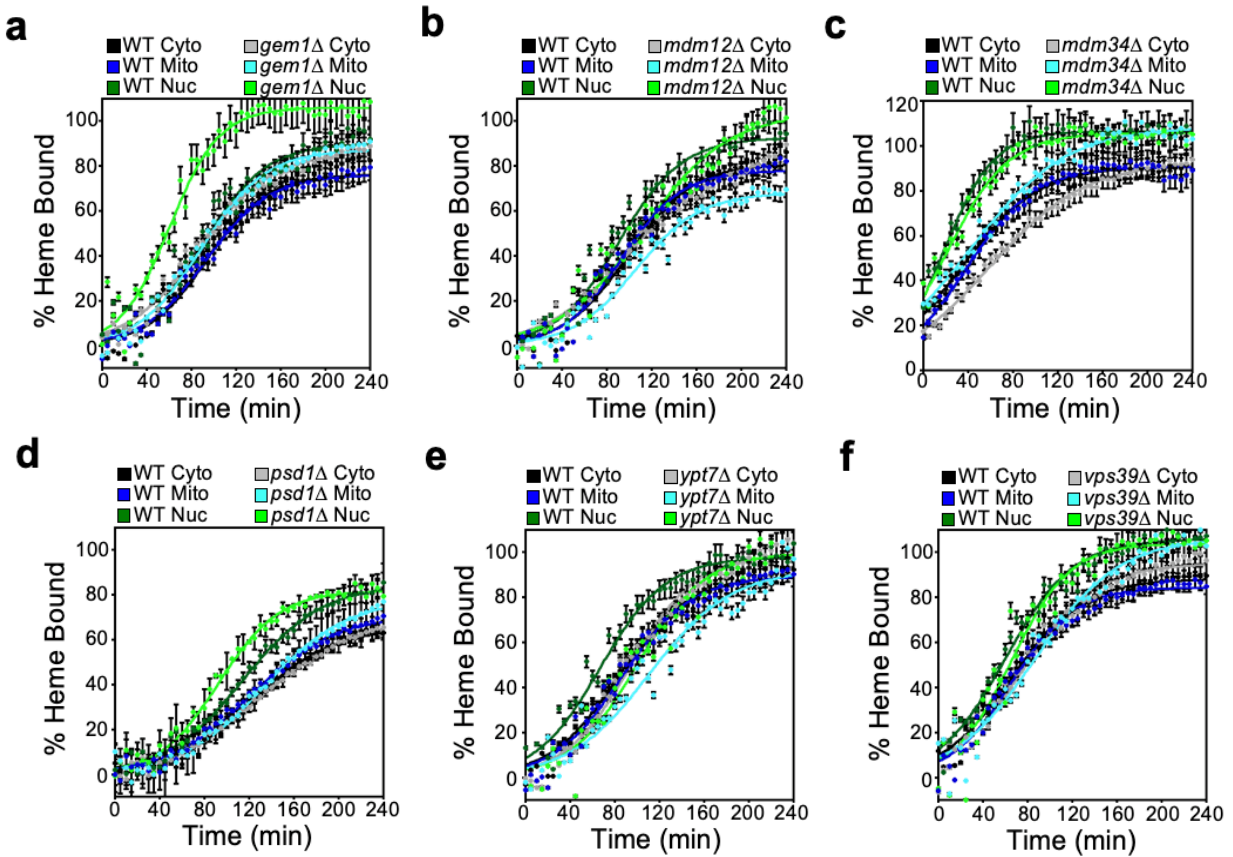 a
WT Cyto gem1Δ Cyto
WT Mito gem1Δ Mito
WT Nuc gem1Δ Nuc
% Heme Bound
100
80
60
40
20
0
0 40 80 120 160 200 240
Time (min)
b
WT Cyto mdm12Δ Cyto
WT Mito mdm12Δ Mito
WT Nuc mdm12Δ Nuc
% Heme Bound
100
80
60
40
20
0
0 40 80 120 160 200 240
Time (min)
c
WT Cyto mdm34Δ Cyto
WT Mito mdm34Δ Mito
WT Nuc mdm34Δ Nuc
% Heme Bound
120
100
80
60
40
20
0
0 40 80 120 160 200 240
Time (min)
d
WT Cyto psd1Δ Cyto
WT Mito psd1Δ Mito
WT Nuc psd1Δ Nuc
% Heme Bound
100
80
60
40
20
0
0 40 80 120 160 200 240
Time (min)
e
WT Cyto ypt7Δ Cyto
WT Mito ypt7Δ Mito
WT Nuc ypt7Δ Nuc
% Heme Bound
100
80
60
40
20
0
0 40 80 120 160 200 240
Time (min)
f
WT Cyto vps39Δ Cyto
WT Mito vps39Δ Mito
WT Nuc vps39Δ Nuc
% Heme Bound
100
80
60
40
20
0
0 40 80 120 160 200 240
Time (min)